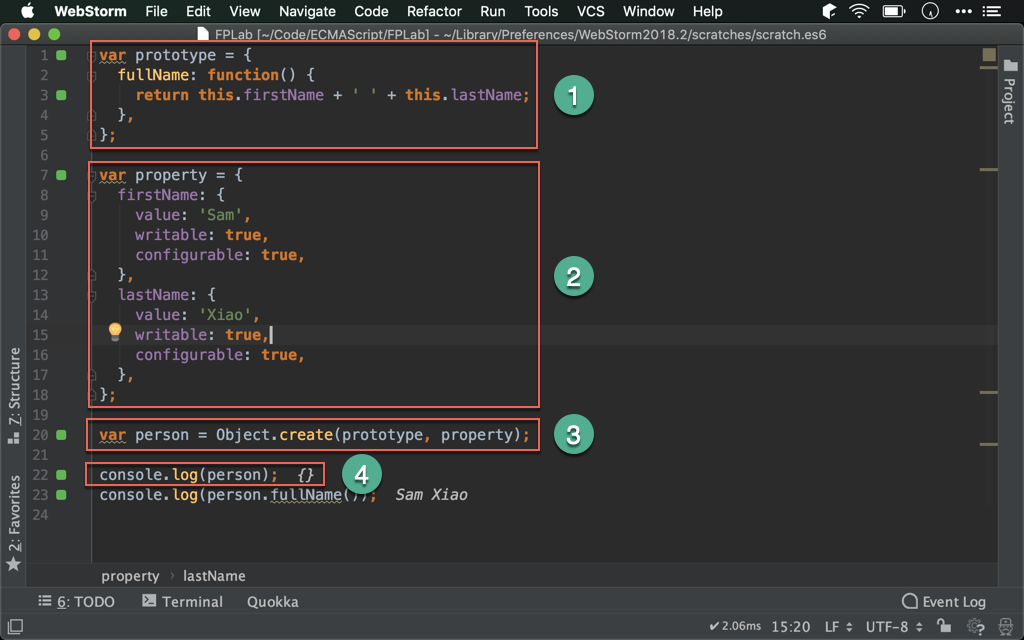 WebStorm File Edit View Navigate Code Refactor Run Tools VCS Window Help
FPLab [~/Code/ECMAScript/FPLab] - ~/Library/Preferences/WebStorm2018.2/scratches/scratch.es6
1 var prototype = {
2 fullName: function() {
3 return this.firstName + ' ' + this.lastName;
4 },
5 };
6
7 var property = {
8 firstName: {
9 value: 'Sam',
10 writable: true,
11 configurable: true,
12 },
13 lastName: {
14 value: 'Xiao',
15 writable: true,
16 configurable: true,
17 },
18 };
19
20 var person = Object.create(prototype, property);
21
22 console.log(person); {}
23 console.log(person.fullName()); Sam Xiao
24
1
2
3
4
Project
Z: Structure
2: Favorites
property › lastName
6: TODO Terminal Quokka Event Log
✔ 2.06ms 15:20 LF UTF-8